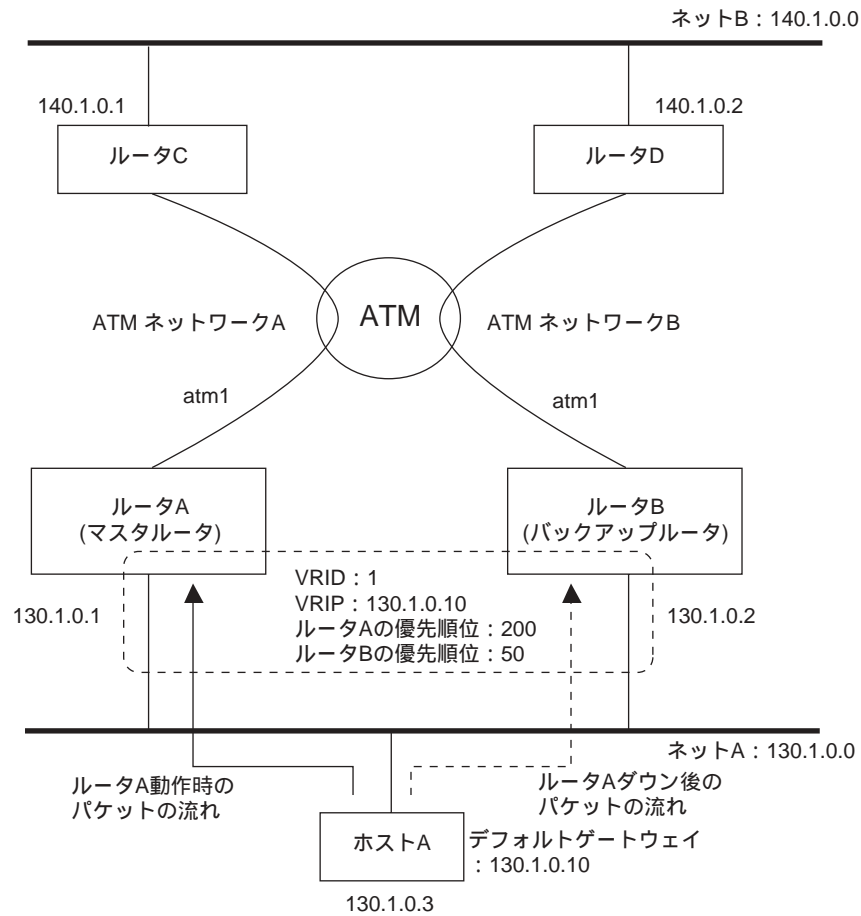 ネットB：140.1.0.0
140.1.0.1
140.1.0.2
ルータC
ルータD
ATM ネットワークA
ATM
ATM ネットワークB
atm1
atm1
ルータA
(マスタルータ)
ルータB
(バックアップルータ)
VRID：1
VRIP：130.1.0.10
ルータAの優先順位：200
ルータBの優先順位：50
130.1.0.1
130.1.0.2
ネットA：130.1.0.0
ルータA動作時の
パケットの流れ
ルータAダウン後の
パケットの流れ
ホストA
デフォルトゲートウェイ
：130.1.0.10
130.1.0.3